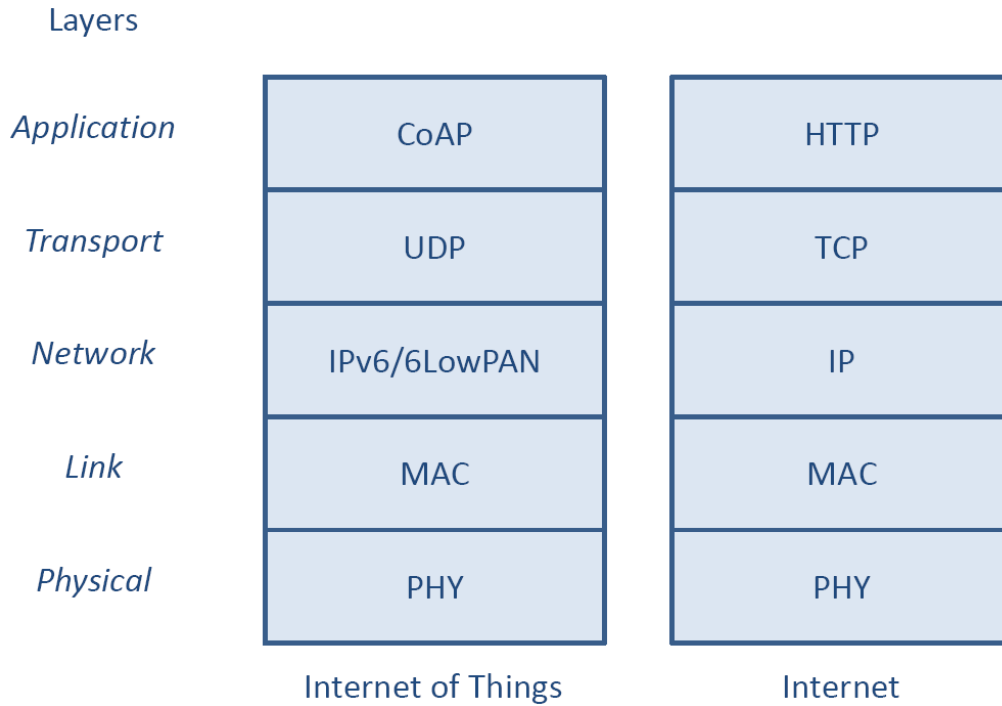 Layers
Application CoAP HTTP
Transport UDP TCP
Network IPv6/6LowPAN IP
Link MAC MAC
Physical PHY PHY
Internet of Things Internet